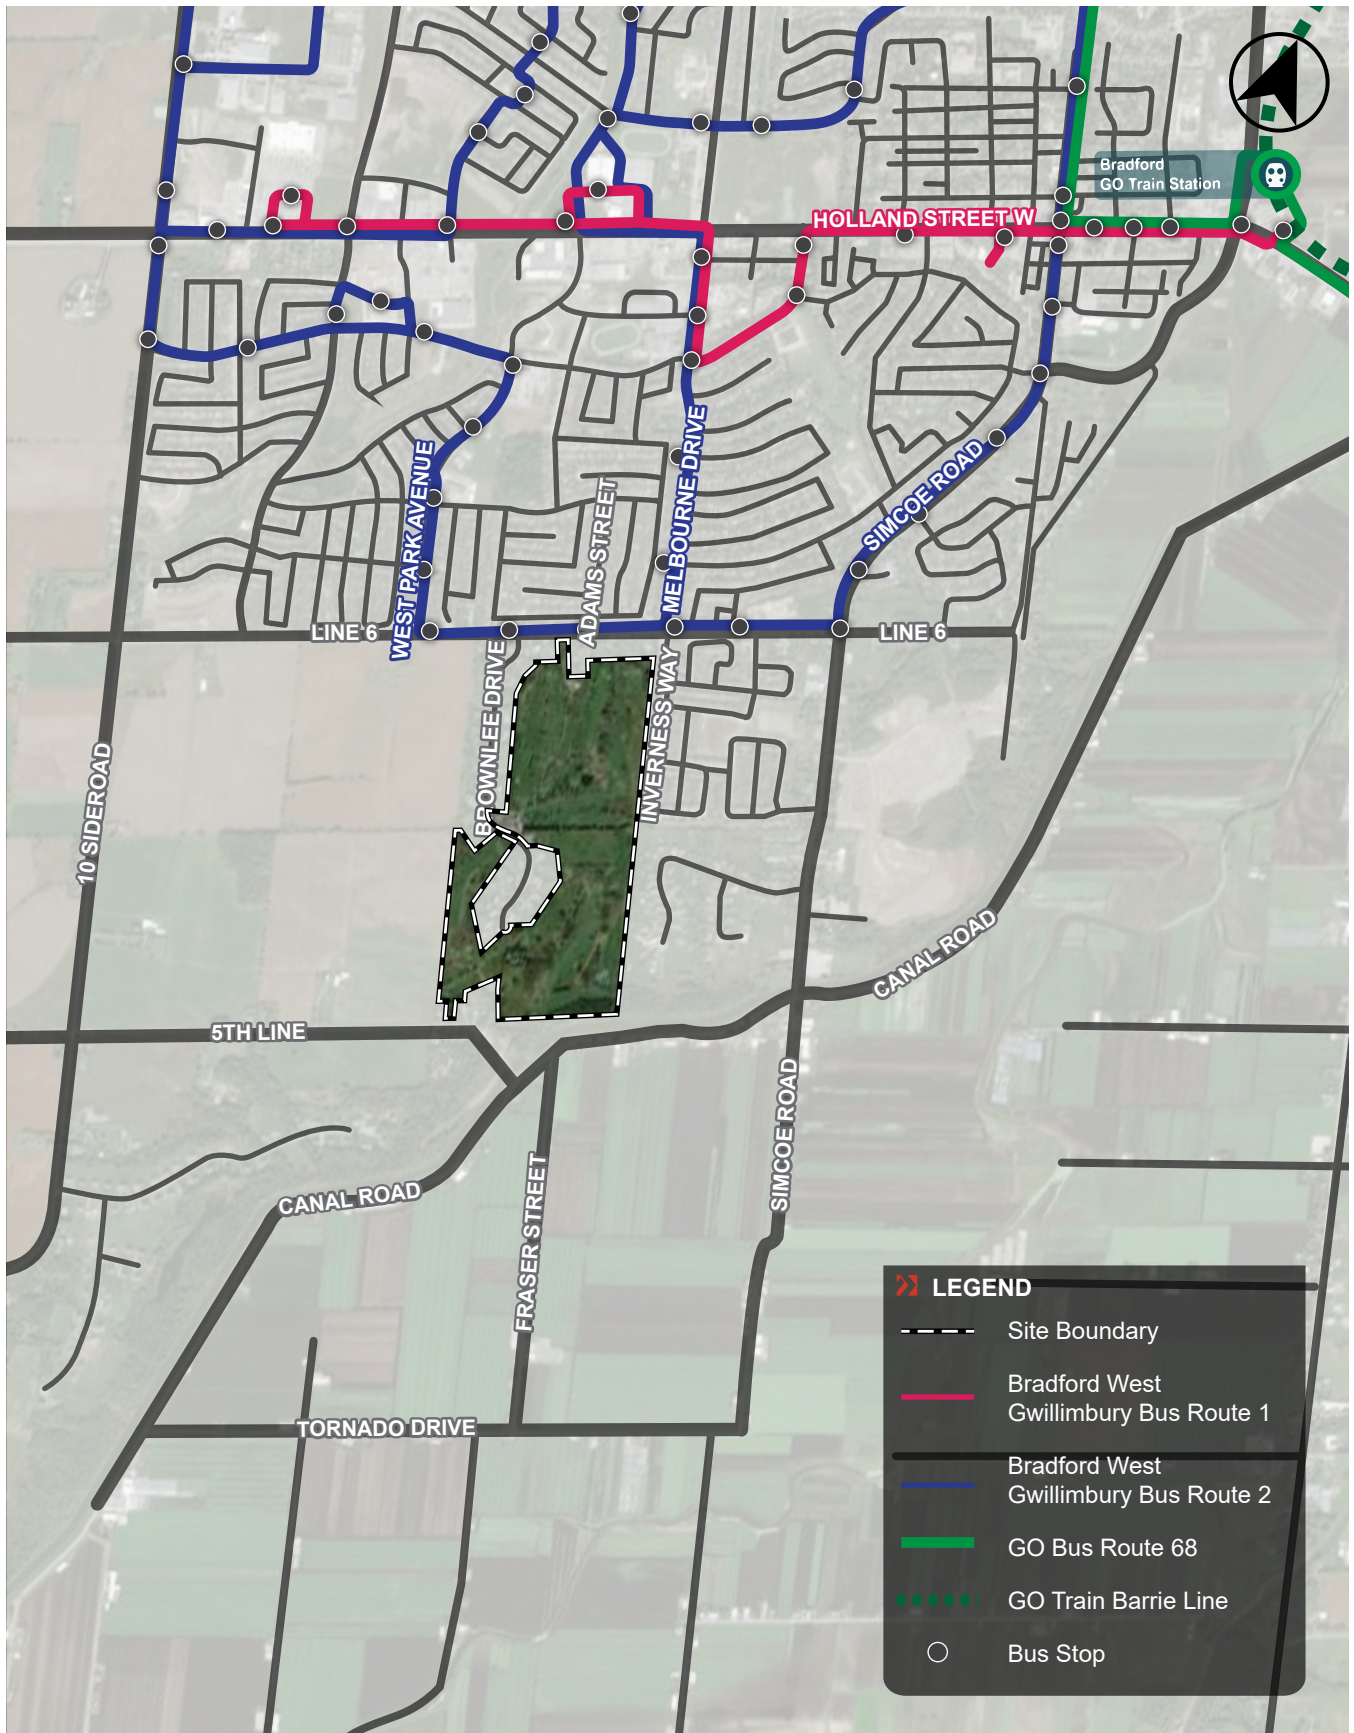 Bradford
GO Train Station
HOLLAND STREET W
MELBOURNE DRIVE
WEST PARK AVENUE
SIMCOE ROAD
ADAMS STREET
LINE 6
LINE 6
BROWNLEE DRIVE
INVERNESS WAY
10 SIDEROAD
CANAL ROAD
5TH LINE
SIMCOE ROAD
CANAL ROAD
FRASER STREET
TORNADO DRIVE
LEGEND
Site Boundary
Bradford West
Gwillimbury Bus Route 1
Bradford West
Gwillimbury Bus Route 2
GO Bus Route 68
GO Train Barrie Line
Bus Stop